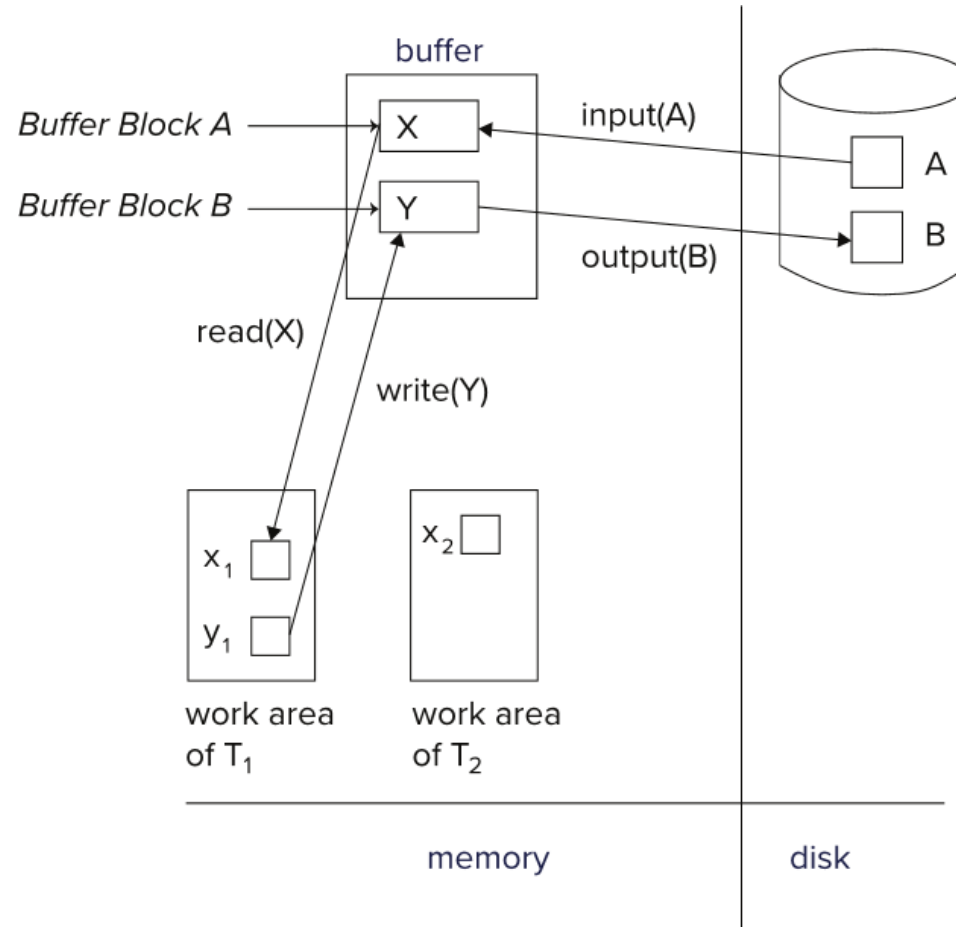 buffer
Buffer Block A
X
input(A)
A
Buffer Block B
Y
B
output(B)
read(X)
write(Y)
x₁
x₂
y₁
work area
of T₁
work area
of T₂
memory
disk